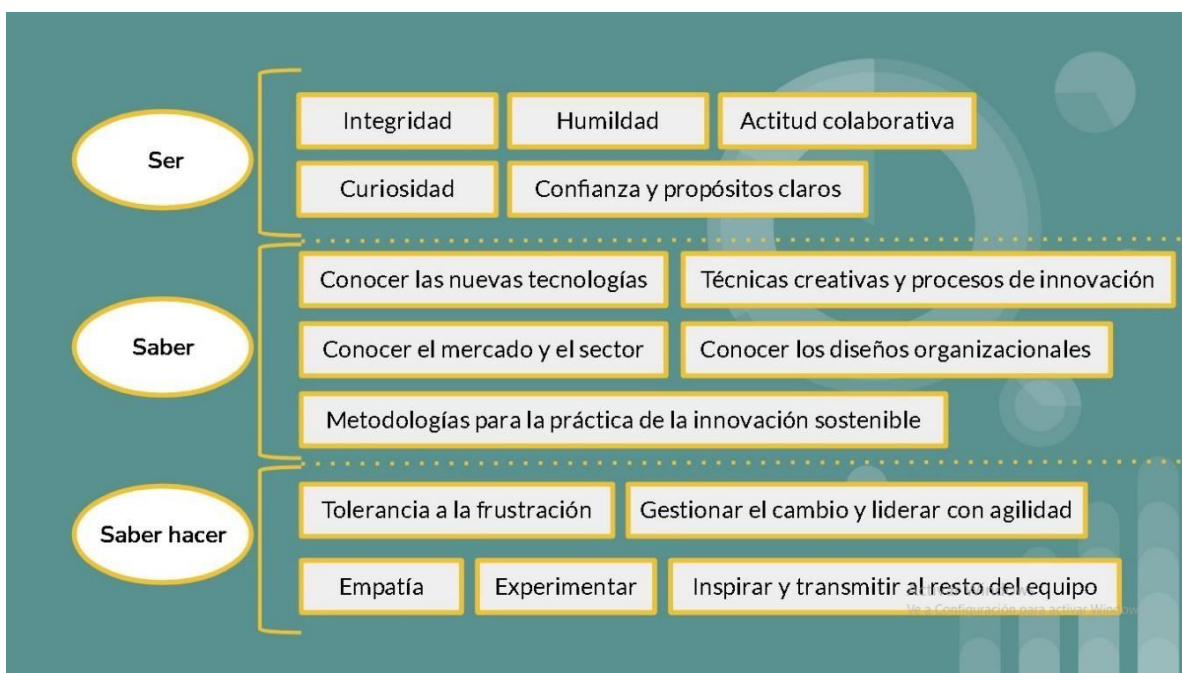 Integridad
Humildad
Actitud colaborativa
Ser
Curiosidad
Confianza y propósitos claros
Conocer las nuevas tecnologías
Técnicas creativas y procesos de innovación
Saber
Conocer el mercado y el sector
Conocer los diseños organizacionales
Metodologías para la práctica de la innovación sostenible
Tolerancia a la frustración
Gestionar el cambio y liderar con agilidad
Saber hacer
Empatía
Experimentar
Inspirar y transmitir al resto del equipo
Ve a Configuración para activar Window